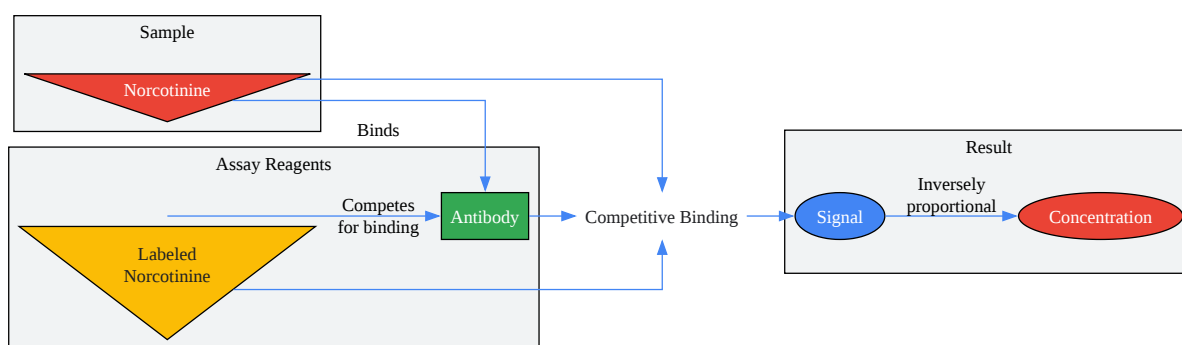 Sample
Norcotinine
Binds
Assay Reagents
Competes
for binding
Antibody
Labeled
Norcotinine
Competitive Binding
Result
Signal
Inversely
proportional
Concentration